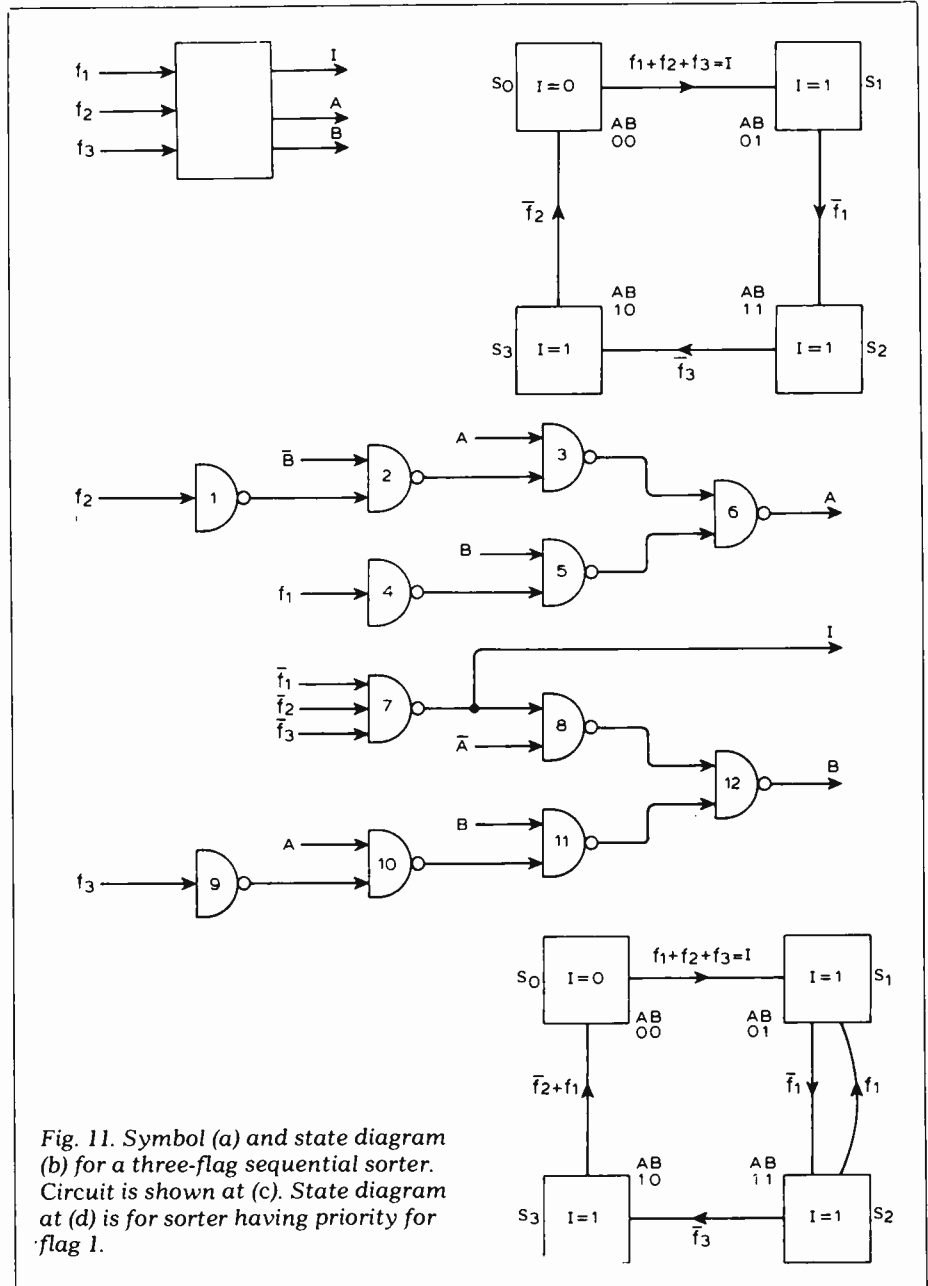 f1
f2
f3
I
A
B
S0
I=0
f1+f2+f3=I
I=1
S1
AB
00
AB
01
f̄2
f̄1
AB
10
AB
11
S3
I=1
f̄3
I=1
S2
f2
1
B̄
2
A
3
6
A
f1
4
B
5
I
f̄1
f̄2
f̄3
7
8
Ā
12
B
f3
9
A
10
B
11
S0
I=0
f1+f2+f3=I
I=1
S1
AB
00
AB
01
f̄2+f1
f̄1
f1
AB
10
AB
11
S3
I=1
f̄3
I=1
S2
Fig. 11. Symbol (a) and state diagram
(b) for a three-flag sequential sorter.
Circuit is shown at (c). State diagram
at (d) is for sorter having priority for
flag 1.